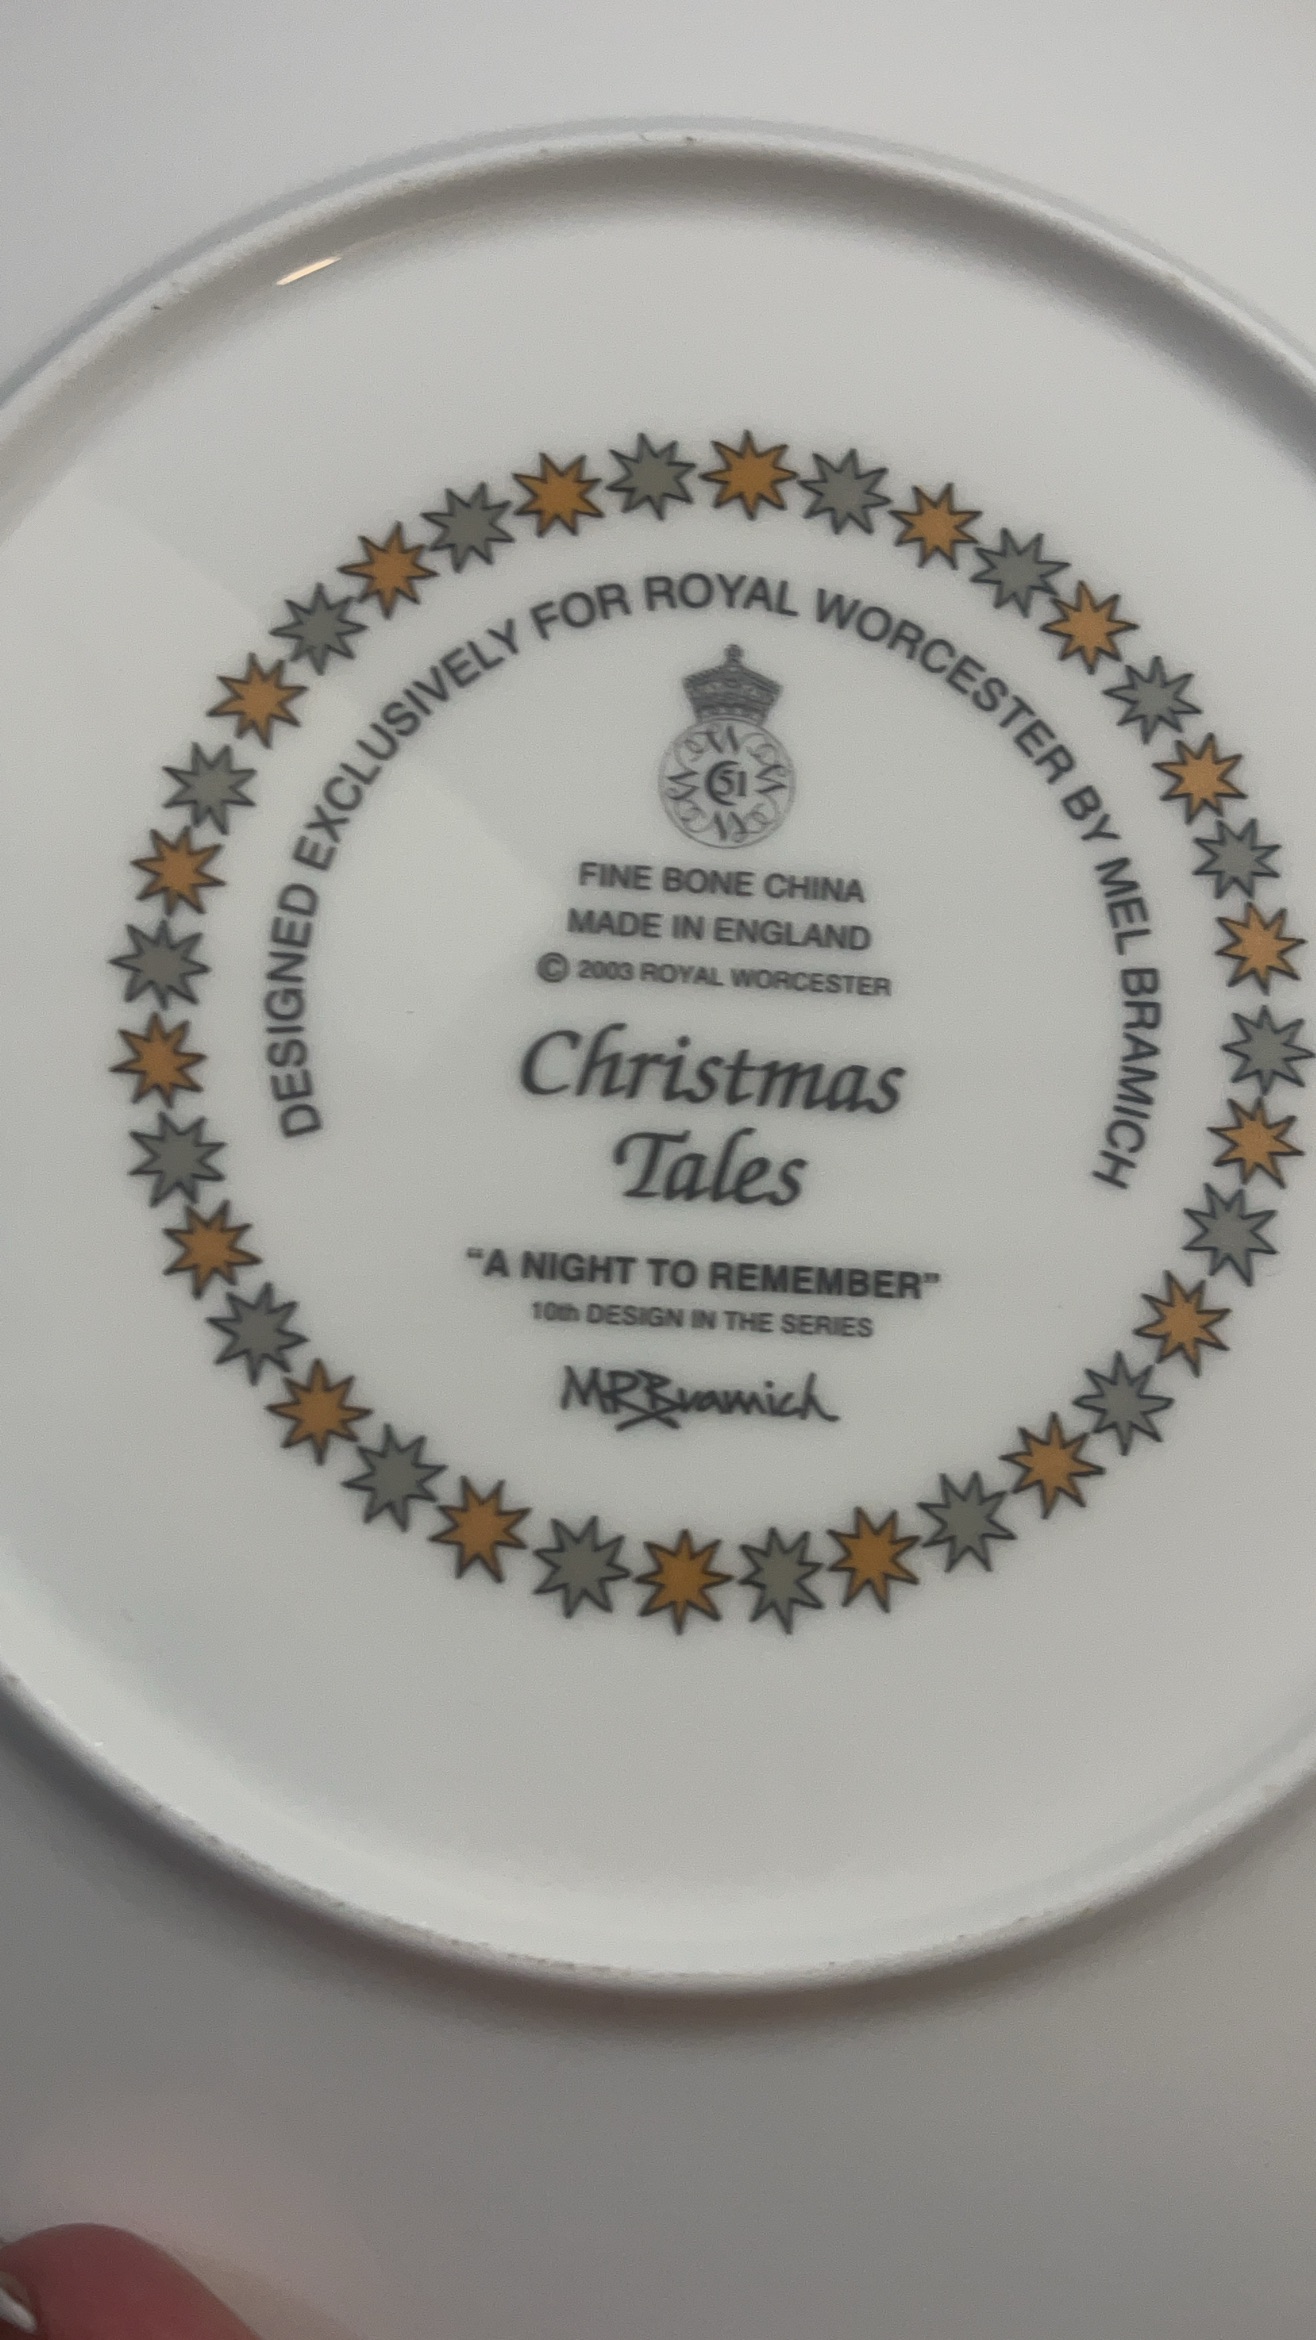 DESIGNED EXCLUSIVELY FOR ROYAL WORCESTER BY MEL BRAMICH
51
FINE BONE CHINA
MADE IN ENGLAND
© 2003 ROYAL WORCESTER
Christmas
Tales
“A NIGHT TO REMEMBER”
10th DESIGN IN THE SERIES
MRBramich